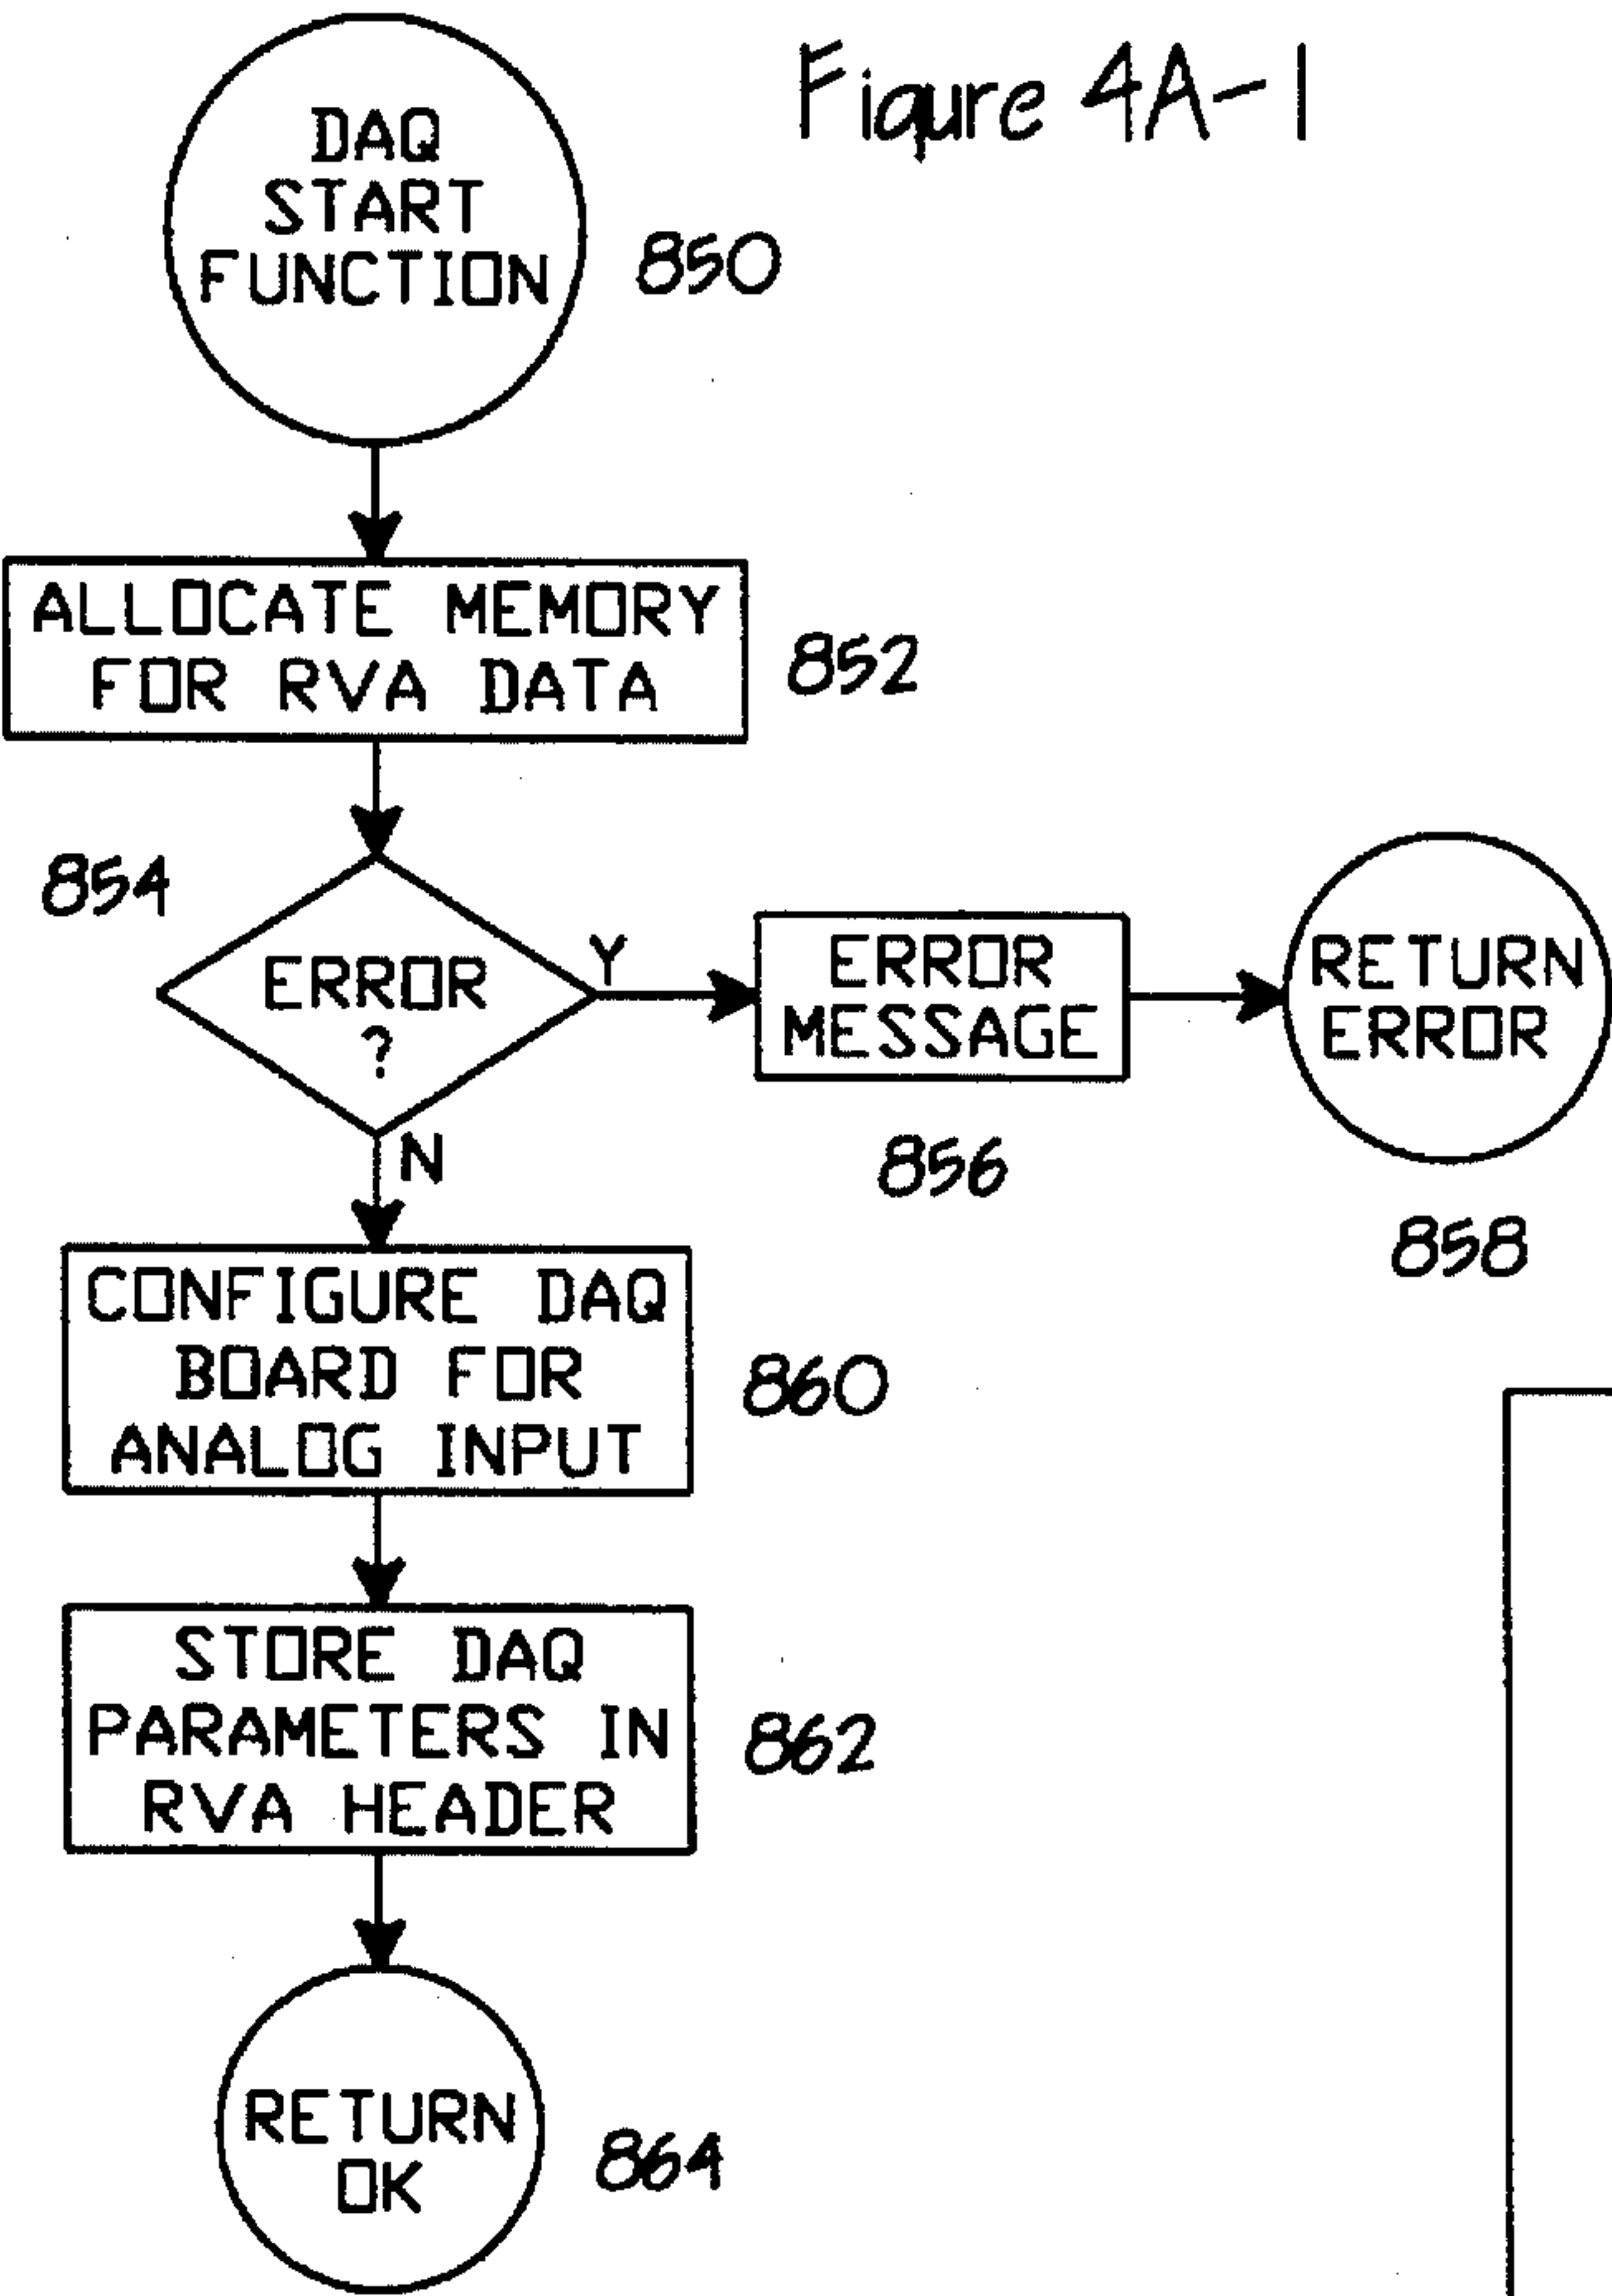 Figure 4A-1
DAQ
START
FUNCTION
850
ALLOCATE MEMORY
FOR RVA DATA
852
854
ERROR
?
Y
ERROR
MESSAGE
856
RETURN
ERROR
858
N
CONFIGURE DAQ
BOARD FOR
ANALOG INPUT
860
STORE DAQ
PARAMETERS IN
RVA HEADER
862
RETURN
OK
864